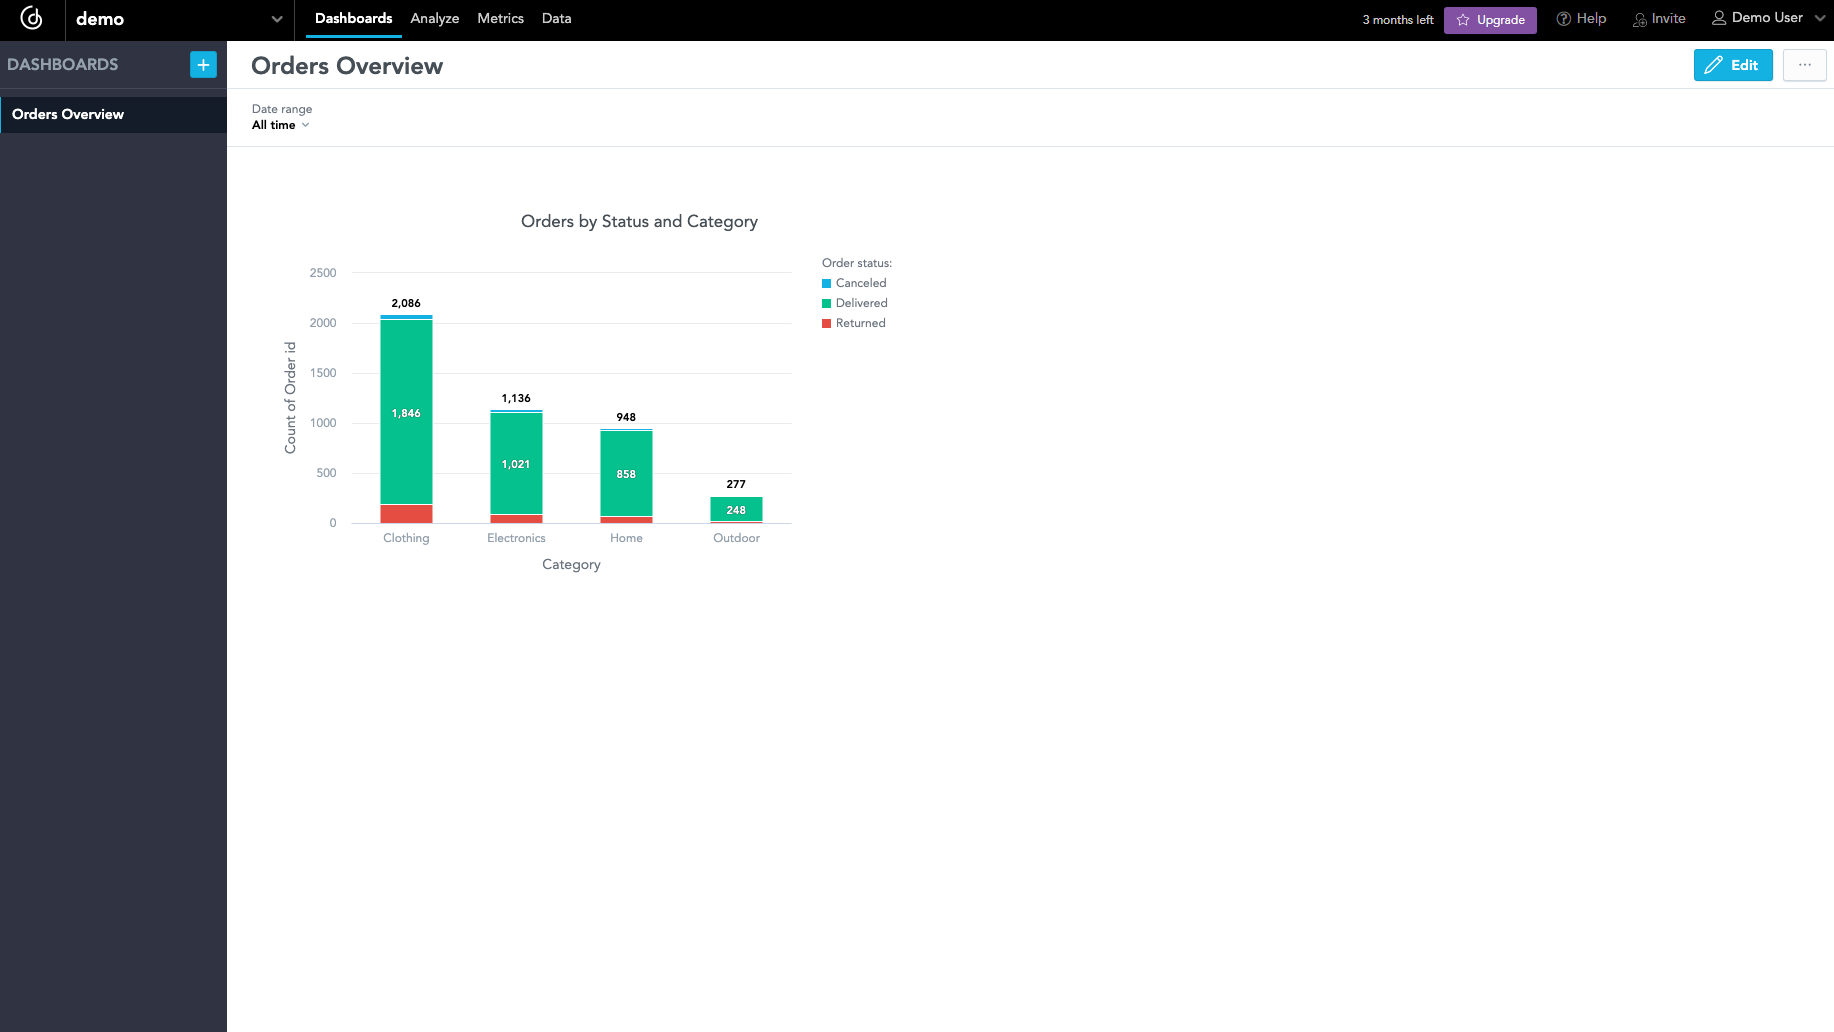 demo
Dashboards Analyze Metrics Data
3 months left Upgrade Help Invite Demo User
DASHBOARDS +
Orders Overview
Orders Overview
Edit ...
Date range
All time
Orders by Status and Category
Order status:
Canceled
Delivered
Returned
Count of Order id
2500
2000
1500
1000
500
0
2,086
1,846
1,136
1,021
948
858
277
248
Clothing Electronics Home Outdoor
Category